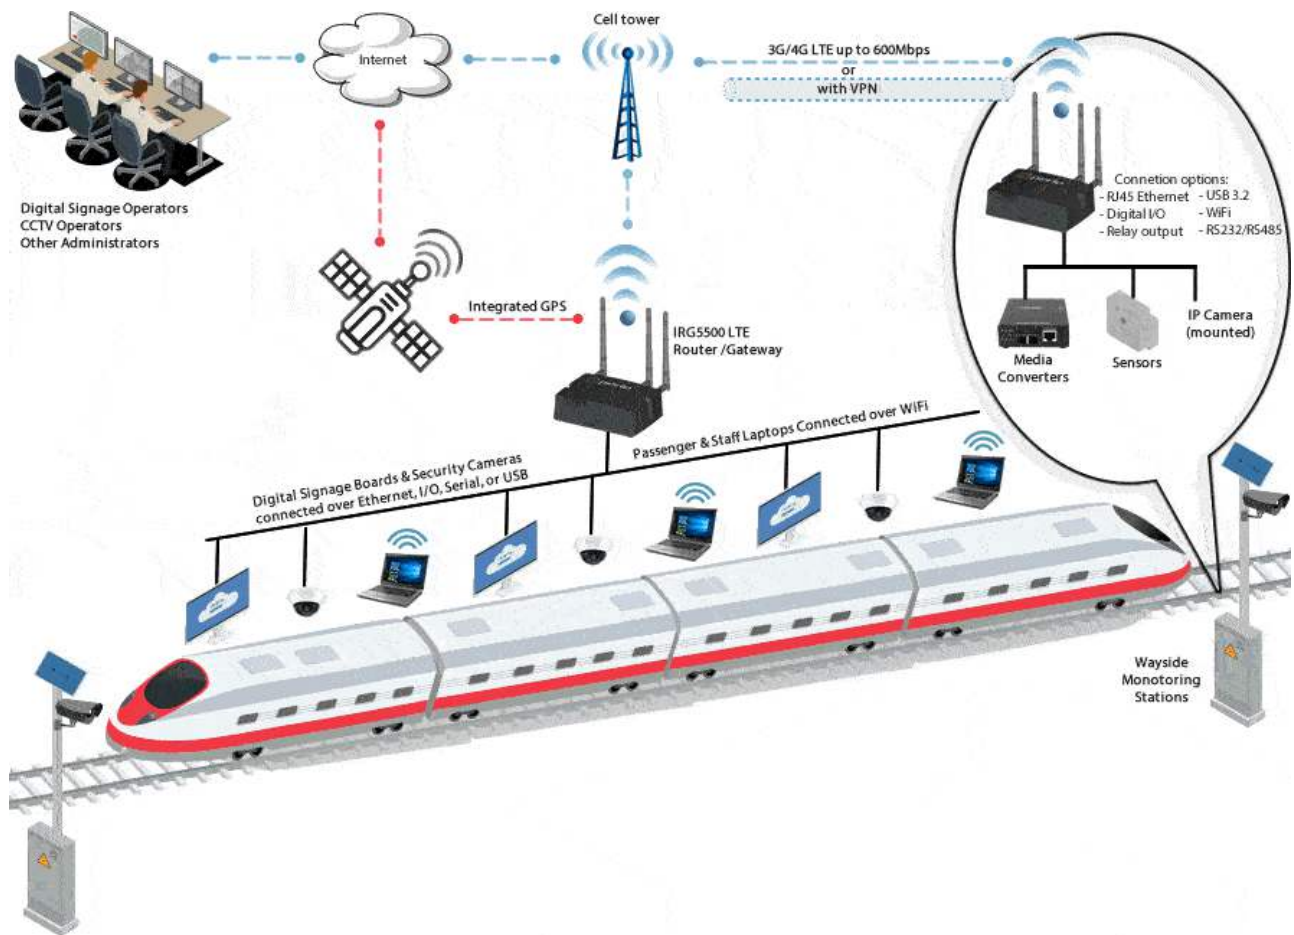 Cell tower
Internet
3G/4G LTE up to 600Mbps
or
with VPN
Digital Signage Operators
CCTV Operators
Other Administrators
Connetion options:
- RJ45 Ethernet - USB 3.2
- Digital I/O - WiFi
- Relay output - RS232/RS485
Integrated GPS
IRG5500 LTE
Router /Gateway
Media
Converters
Sensors
IP Camera
(mounted)
Digital Signage Boards & Security Cameras
connected over Ethernet, I/O, Serial, or USB
Passenger & Staff Laptops Connected over WiFi
Wayside
Monotoring
Stations